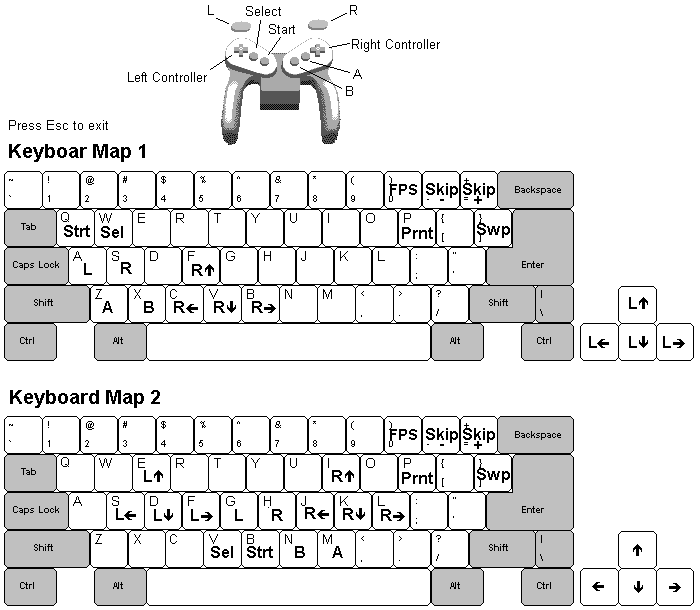 L Select R
Start
Right Controller
Left Controller A
B
Press Esc to exit
Keyboar Map 1
~ ` ! 1 @ 2 # 3 $ 4 % 5 ^ 6 & 7 * 8 ( 9 ) 0 FPS Skip - Skip + = + Backspace
Tab Q Strt W Sel E R T Y U I O P Prnt { [ } ] Swp
Caps Lock A L S R D F R↑ G H J K L : ; " ' Enter
Shift Z A X B C R← V R↓ B R→ N M < , > . ? / Shift | \ L↑
Ctrl Alt Alt Ctrl L← L↓ L→
Keyboard Map 2
~ ` ! 1 @ 2 # 3 $ 4 % 5 ^ 6 & 7 * 8 ( 9 ) 0 FPS Skip - Skip + = + Backspace
Tab Q W E L↑ R T Y U I R↑ O P Prnt { [ } ] Swp
Caps Lock A S L← D L↓ F L→ G L H R J R← K R↓ L R→ : ; " ' Enter
Shift Z X C V Sel B Strt N B M A < , > . ? / Shift | \ ↑
Ctrl Alt Alt Ctrl ← ↓ →